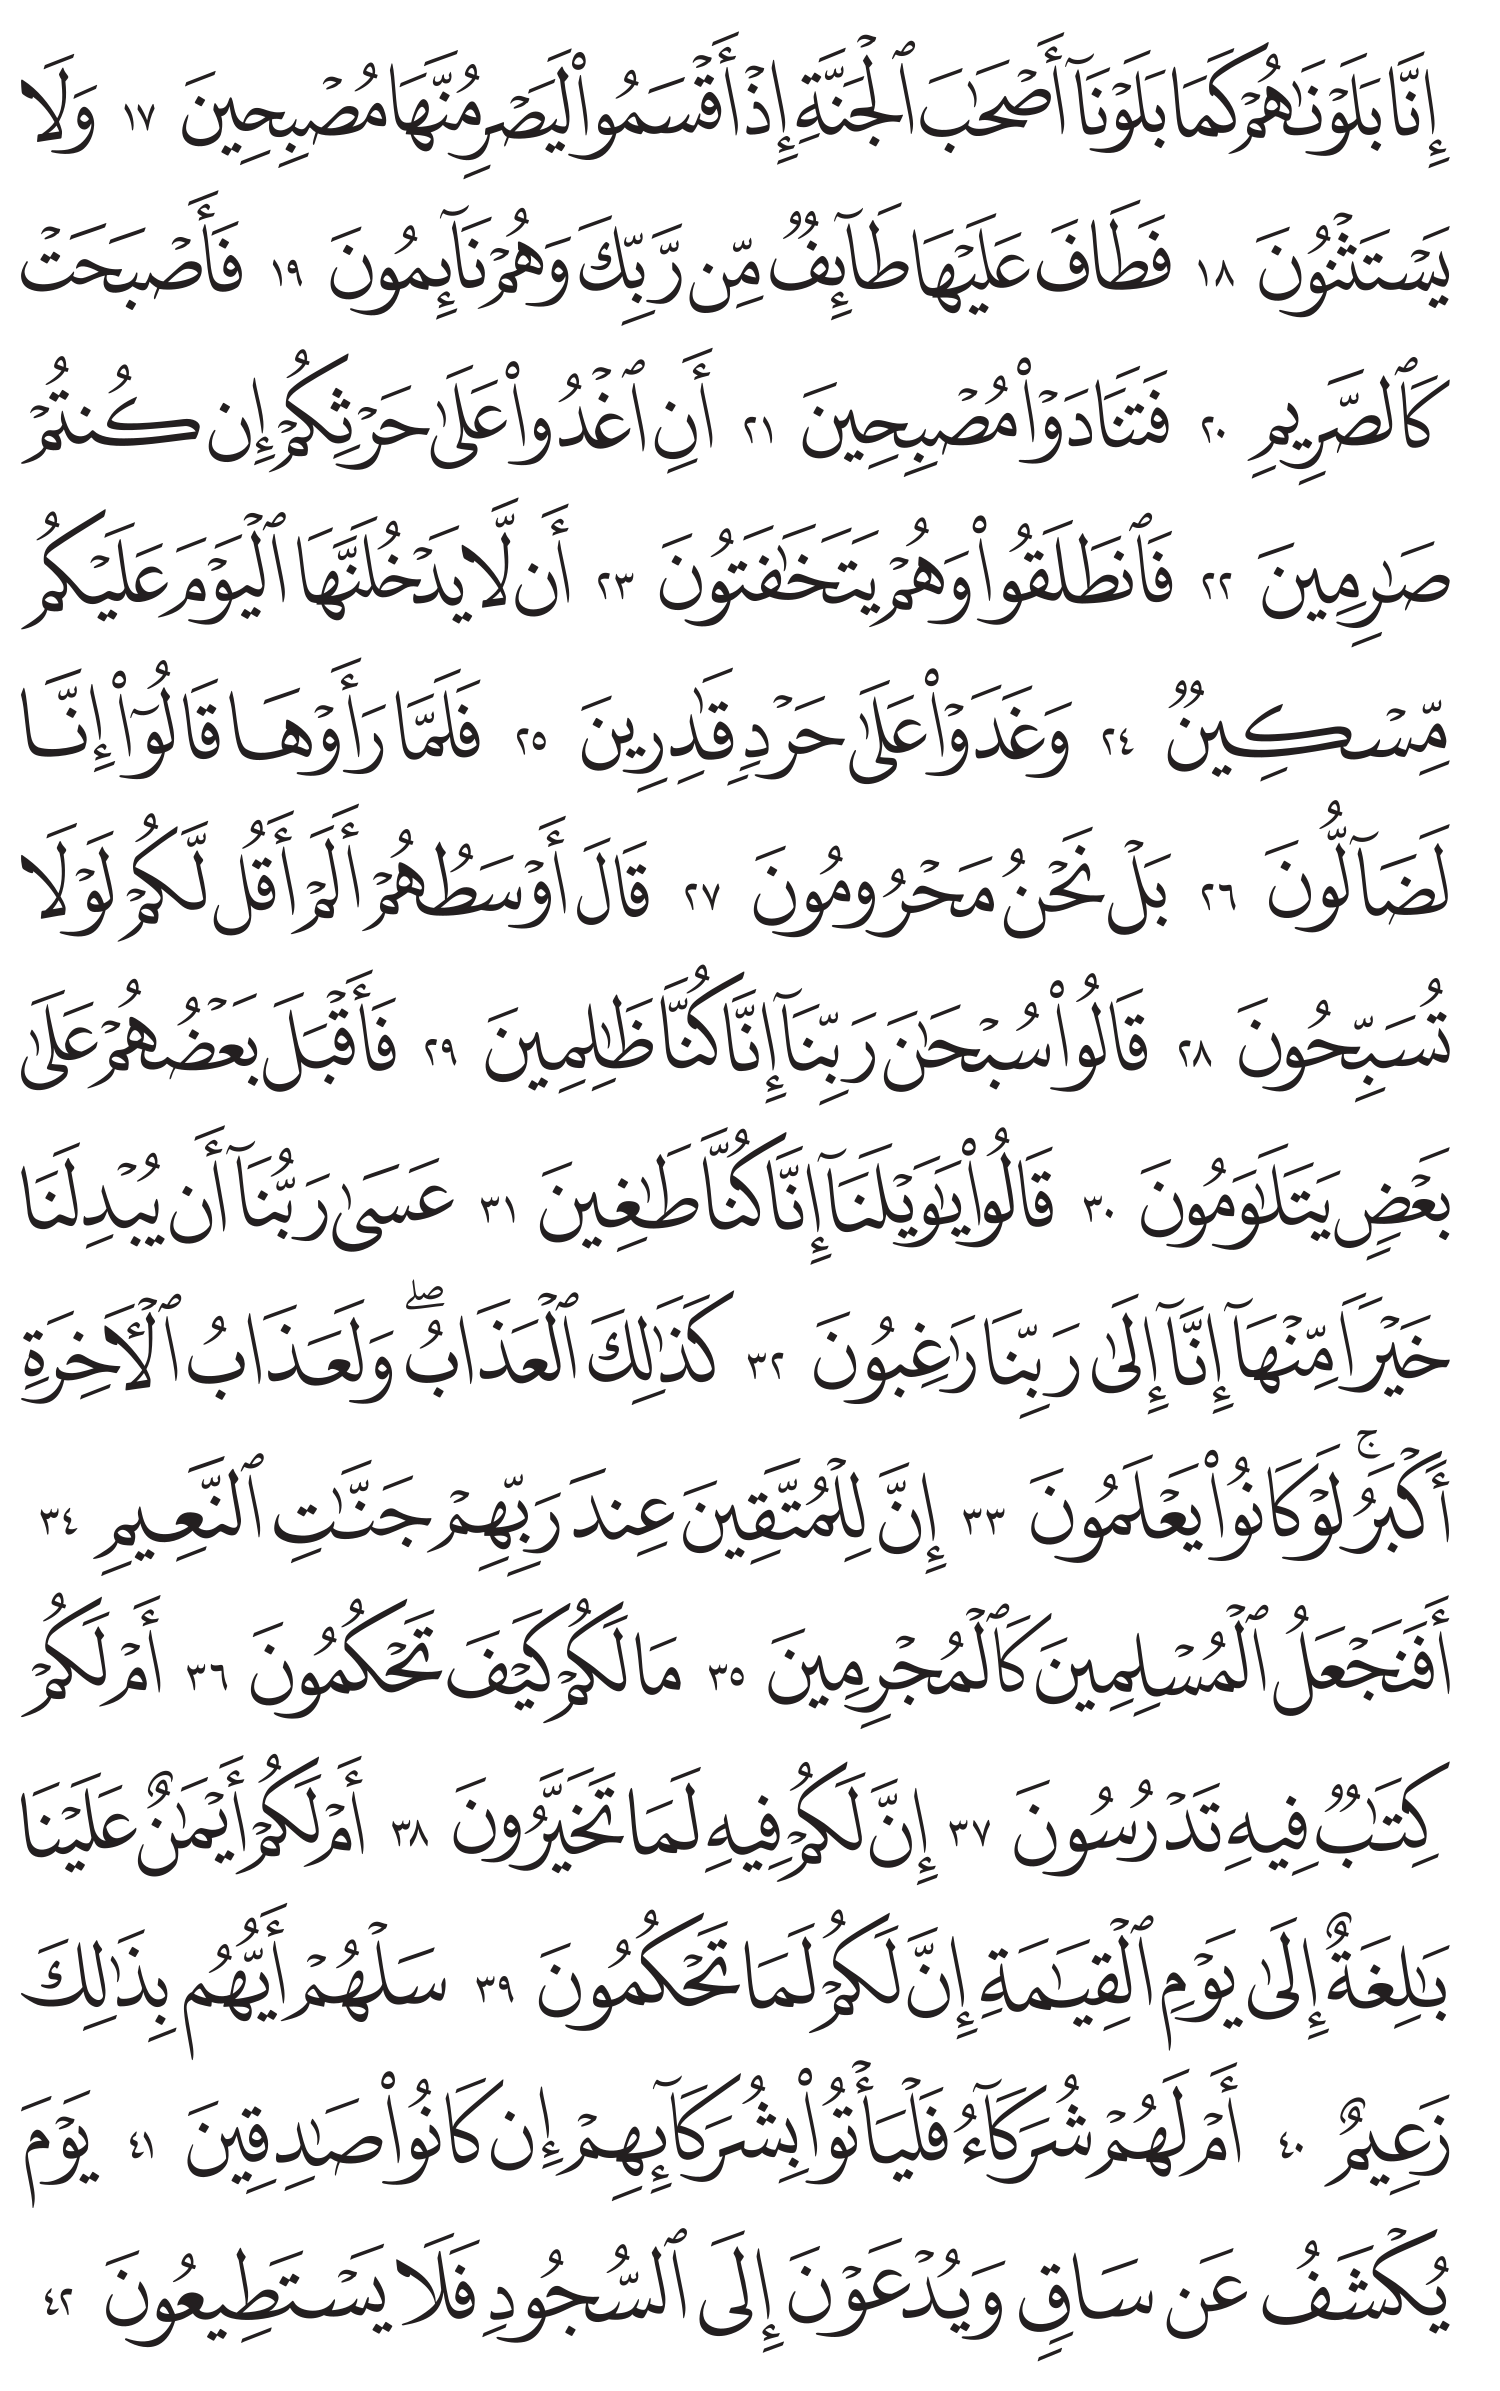 إِنَّا بَلَوۡنَٰهُمۡ كَمَا بَلَوۡنَآ أَصۡحَٰبَ ٱلۡجَنَّةِ إِذۡ أَقۡسَمُواْ لَيَصۡرِمُنَّهَا مُصۡبِحِينَ ١٧ وَلَا
يَسۡتَثۡنُونَ ١٨ فَطَافَ عَلَيۡهَا طَآئِفٞ مِّن رَّبِّكَ وَهُمۡ نَآئِمُونَ ١٩ فَأَصۡبَحَتۡ
كَٱلصَّرِيمِ ٢٠ فَتَنَادَوۡاْ مُصۡبِحِينَ ٢١ أَنِ ٱغۡدُواْ عَلَىٰ حَرۡثِكُمۡ إِن كُنتُمۡ
صَٰرِمِينَ ٢٢ فَٱنطَلَقُواْ وَهُمۡ يَتَخَٰفَتُونَ ٢٣ أَن لَّا يَدۡخُلَنَّهَا ٱلۡيَوۡمَ عَلَيۡكُم
مِّسۡكِينٞ ٢٤ وَغَدَوۡاْ عَلَىٰ حَرۡدٖ قَٰدِرِينَ ٢٥ فَلَمَّا رَأَوۡهَا قَالُوٓاْ إِنَّا
لَضَآلُّونَ ٢٦ بَلۡ نَحۡنُ مَحۡرُومُونَ ٢٧ قَالَ أَوۡسَطُهُمۡ أَلَمۡ أَقُل لَّكُمۡ لَوۡلَا
تُسَبِّحُونَ ٢٨ قَالُواْ سُبۡحَٰنَ رَبِّنَآ إِنَّا كُنَّا ظَٰلِمِينَ ٢٩ فَأَقۡبَلَ بَعۡضُهُمۡ عَلَىٰ
بَعۡضٖ يَتَلَٰوَمُونَ ٣٠ قَالُواْ يَٰوَيۡلَنَآ إِنَّا كُنَّا طَٰغِينَ ٣١ عَسَىٰ رَبُّنَآ أَن يُبۡدِلَنَا
خَيۡرٗا مِّنۡهَآ إِنَّآ إِلَىٰ رَبِّنَا رَٰغِبُونَ ٣٢ كَذَٰلِكَ ٱلۡعَذَابُۖ وَلَعَذَابُ ٱلۡأٓخِرَةِ
أَكۡبَرُۚ لَوۡ كَانُواْ يَعۡلَمُونَ ٣٣ إِنَّ لِلۡمُتَّقِينَ عِندَ رَبِّهِمۡ جَنَّٰتِ ٱلنَّعِيمِ ٣٤
أَفَنَجۡعَلُ ٱلۡمُسۡلِمِينَ كَٱلۡمُجۡرِمِينَ ٣٥ مَا لَكُمۡ كَيۡفَ تَحۡكُمُونَ ٣٦ أَمۡ لَكُمۡ
كِتَٰبٞ فِيهِ تَدۡرُسُونَ ٣٧ إِنَّ لَكُمۡ فِيهِ لَمَا تَخَيَّرُونَ ٣٨ أَمۡ لَكُمۡ أَيۡمَٰنٌ عَلَيۡنَا
بَٰلِغَةٌ إِلَىٰ يَوۡمِ ٱلۡقِيَٰمَةِ إِنَّ لَكُمۡ لَمَا تَحۡكُمُونَ ٣٩ سَلۡهُمۡ أَيُّهُم بِذَٰلِكَ
زَعِيمٌ ٤٠ أَمۡ لَهُمۡ شُرَكَآءُ فَلۡيَأۡتُواْ بِشُرَكَآئِهِمۡ إِن كَانُواْ صَٰدِقِينَ ٤١ يَوۡمَ
يُكۡشَفُ عَن سَاقٖ وَيُدۡعَوۡنَ إِلَى ٱلسُّجُودِ فَلَا يَسۡتَطِيعُونَ ٤٢